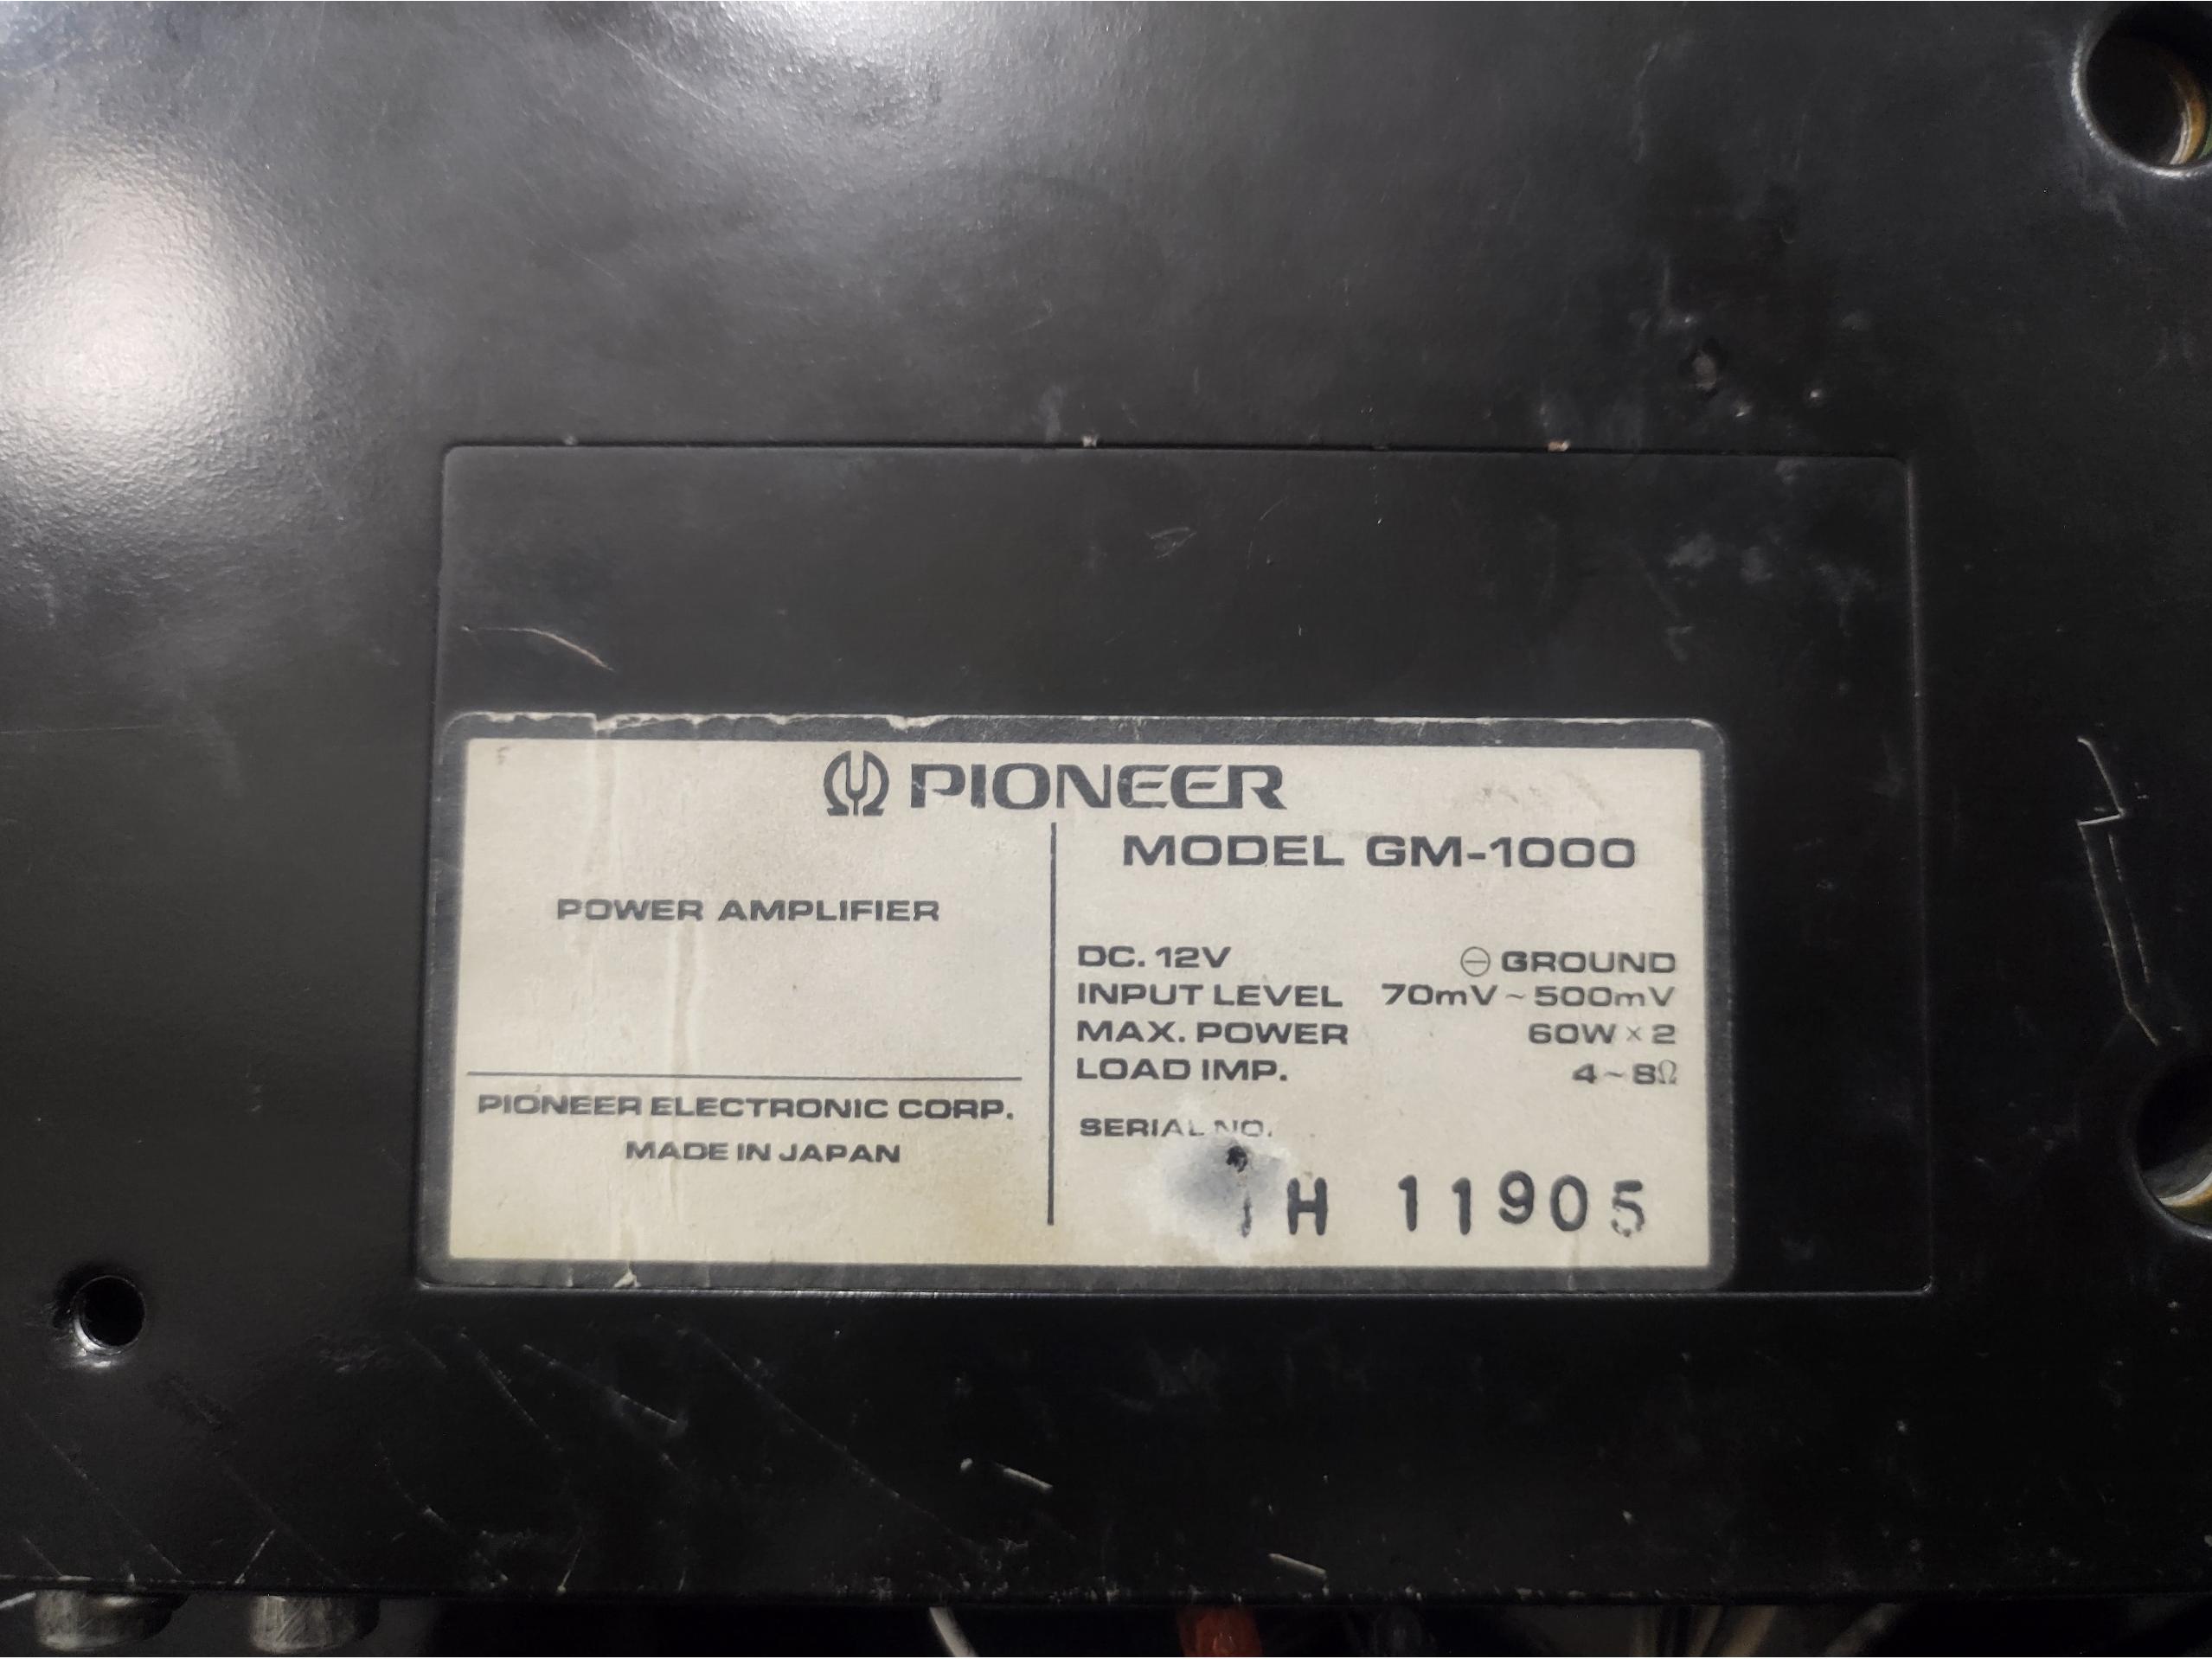 PIONEER
POWER AMPLIFIER
PIONEER ELECTRONIC CORP.
MADE IN JAPAN
MODEL GM-1000
DC. 12V ⊖ GROUND
INPUT LEVEL 70mV~500mV
MAX. POWER 60W×2
LOAD IMP. 4~8Ω
SERIAL NO.
H 11905